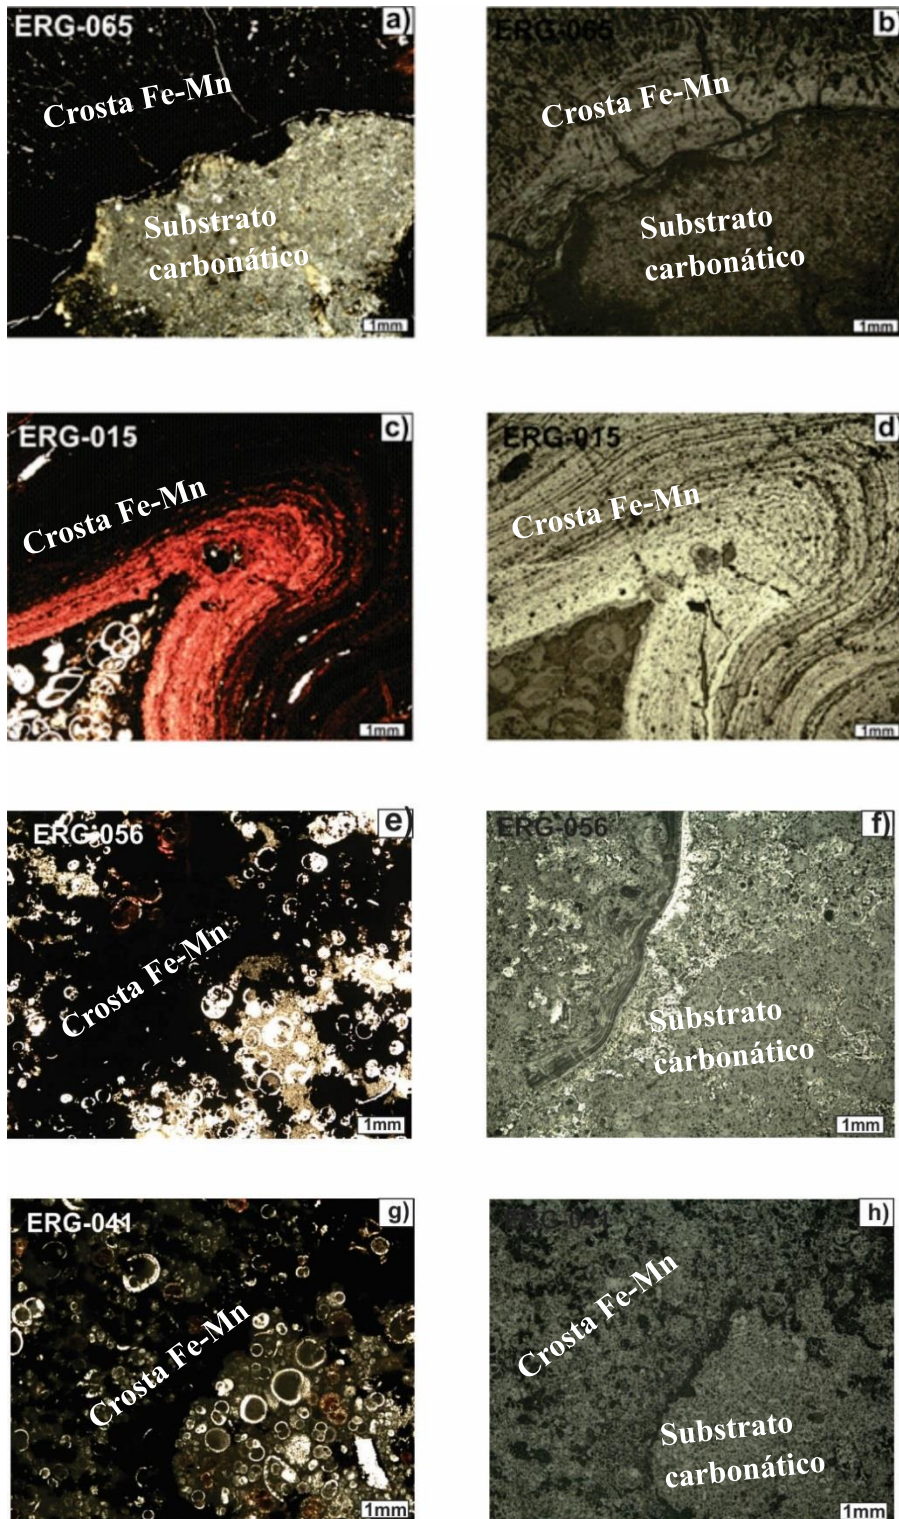 ERG-065
a)
Crosta Fe-Mn
Substrato
carbonático
1mm
ERG-065
b
Crosta Fe-Mn
Substrato
carbonático
1mm
ERG-015
c)
Crosta Fe-Mn
1mm
ERG-015
d
Crosta Fe-Mn
1mm
ERG-056
e)
Crosta Fe-Mn
1mm
ERG-056
f)
Substrato
carbonático
1mm
ERG-041
g)
Crosta Fe-Mn
1mm
h)
Crosta Fe-Mn
Substrato
carbonático
1mm